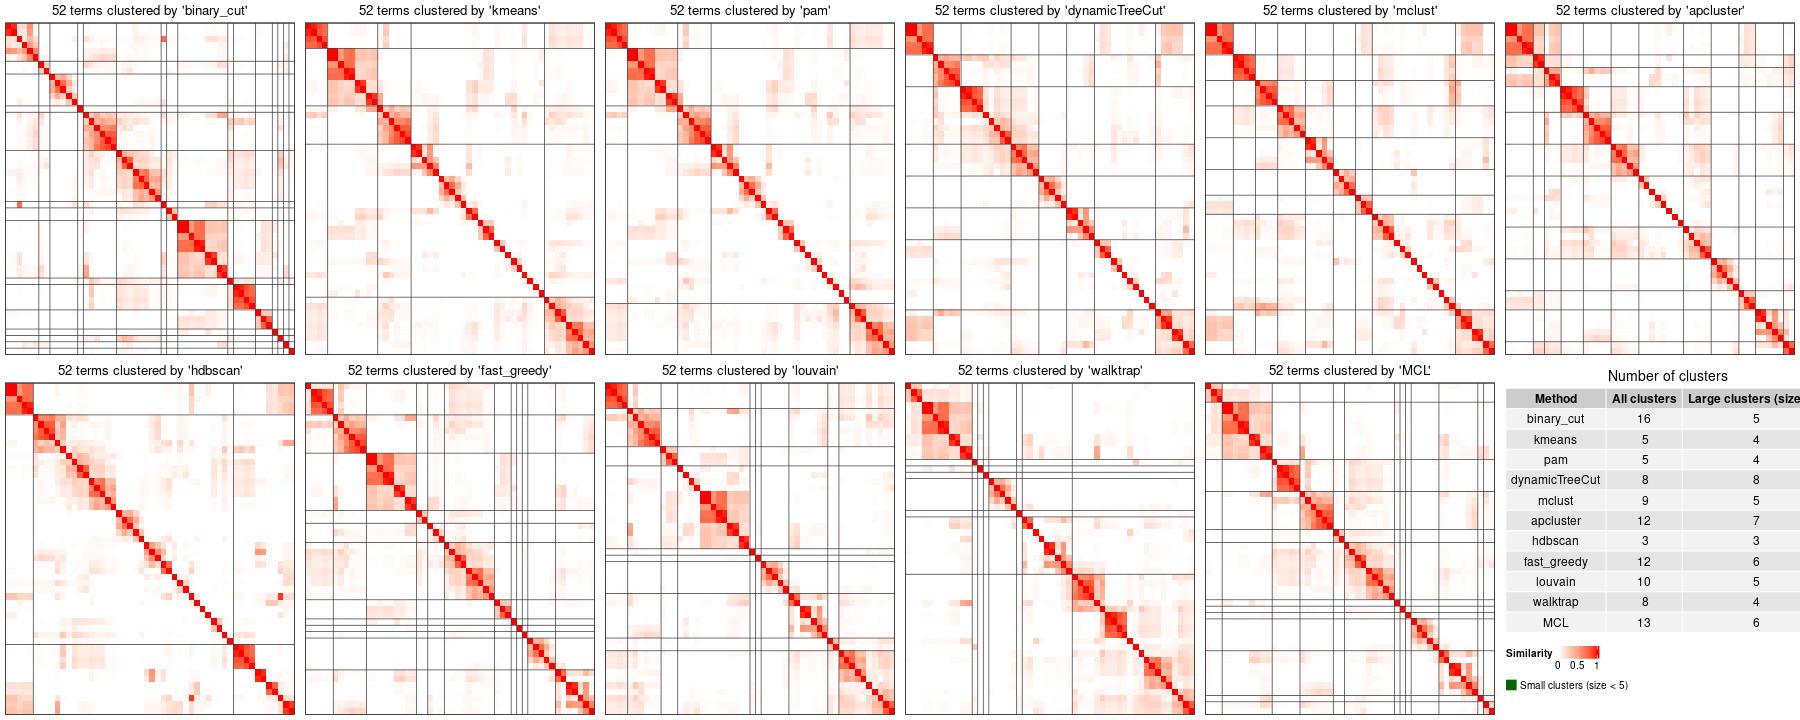 52 terms clustered by 'binary_cut'
52 terms clustered by 'kmeans'
52 terms clustered by 'pam'
52 terms clustered by 'dynamicTreeCut'
52 terms clustered by 'mclust'
52 terms clustered by 'apcluster'
52 terms clustered by 'hdbscan'
52 terms clustered by 'fast_greedy'
52 terms clustered by 'louvain'
52 terms clustered by 'walktrap'
52 terms clustered by 'MCL'
Number of clusters
Method All clusters Large clusters (size
binary_cut 16 5
kmeans 5 4
pam 5 4
dynamicTreeCut 8 8
mclust 9 5
apcluster 12 7
hdbscan 3 3
fast_greedy 12 6
louvain 10 5
walktrap 8 4
MCL 13 6
Similarity
0 0.5 1
Small clusters (size < 5)